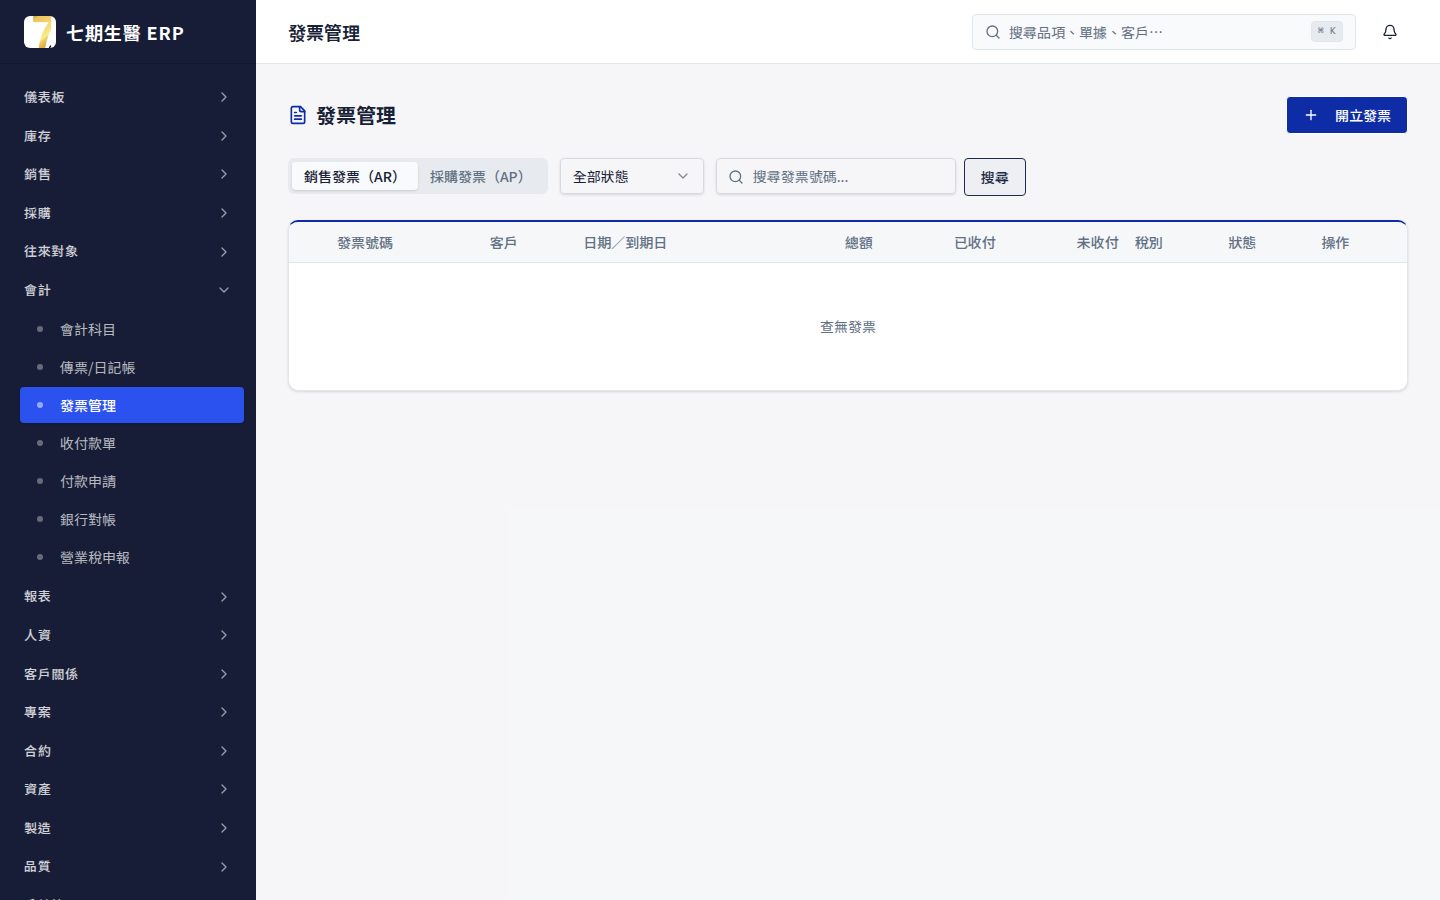 七期生醫 ERP
發票管理
搜尋品項、單據、客戶…
⌘ K
儀表板
庫存
銷售
採購
往來對象
會計
會計科目
傳票/日記帳
發票管理
收付款單
付款申請
銀行對帳
營業稅申報
報表
人資
客戶關係
專案
合約
資產
製造
品質
發票管理
+ 開立發票
銷售發票（AR） 採購發票（AP）
全部狀態
搜尋發票號碼...
搜尋
發票號碼 客戶 日期／到期日 總額 已收付 未收付 稅別 狀態 操作
查無發票